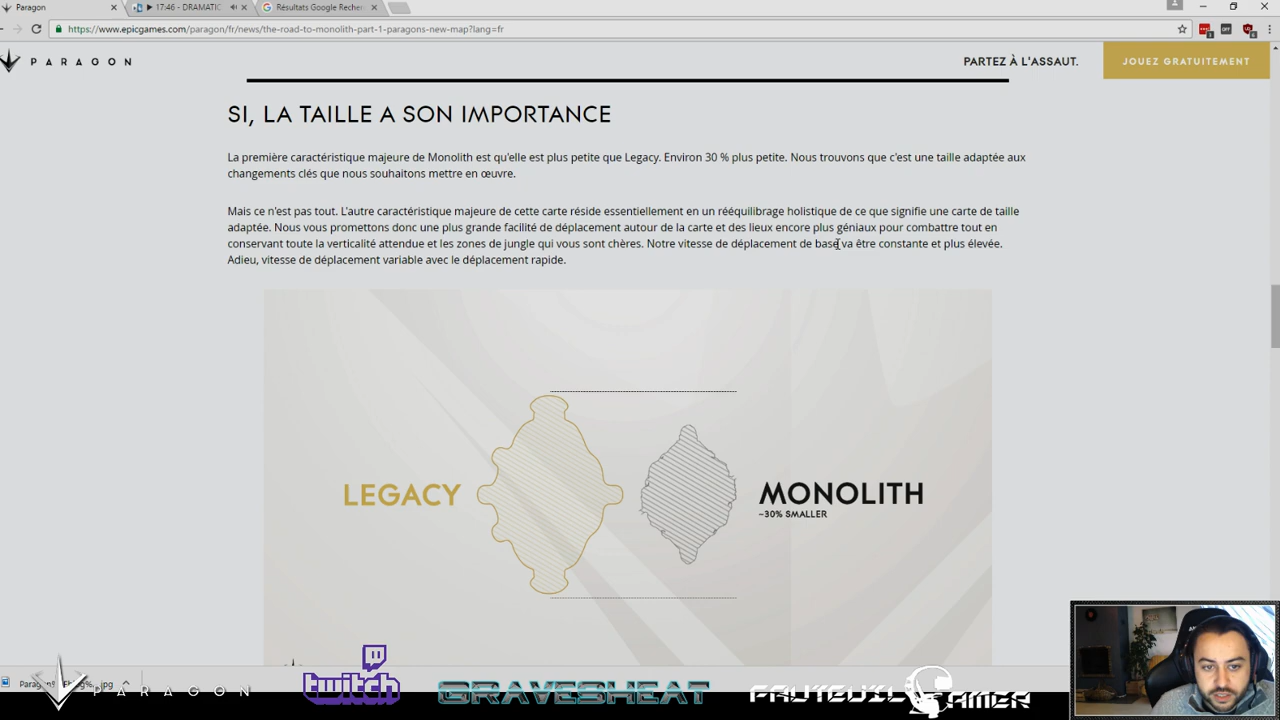 Paragon
17:46 - DRAMATIC
Résultats Google Recher
https://www.epicgames.com/paragon/fr/news/the-road-to-monolith-part-1-paragons-new-map?lang=fr
PARAGON
PARTEZ À L'ASSAUT.
JOUEZ GRATUITEMENT
SI, LA TAILLE A SON IMPORTANCE
La première caractéristique majeure de Monolith est qu'elle est plus petite que Legacy. Environ 30 % plus petite. Nous trouvons que c'est une taille adaptée aux
changements clés que nous souhaitons mettre en œuvre.
Mais ce n'est pas tout. L'autre caractéristique majeure de cette carte réside essentiellement en un rééquilibrage holistique de ce que signifie une carte de taille
adaptée. Nous vous promettons donc une plus grande facilité de déplacement autour de la carte et des lieux encore plus géniaux pour combattre tout en
conservant toute la verticalité attendue et les zones de jungle qui vous sont chères. Notre vitesse de déplacement de base va être constante et plus élevée.
Adieu, vitesse de déplacement variable avec le déplacement rapide.
LEGACY
MONOLITH
~30% SMALLER
PARAGON
twitch
GRAVESHEAT
FAUTEUIL GAMER